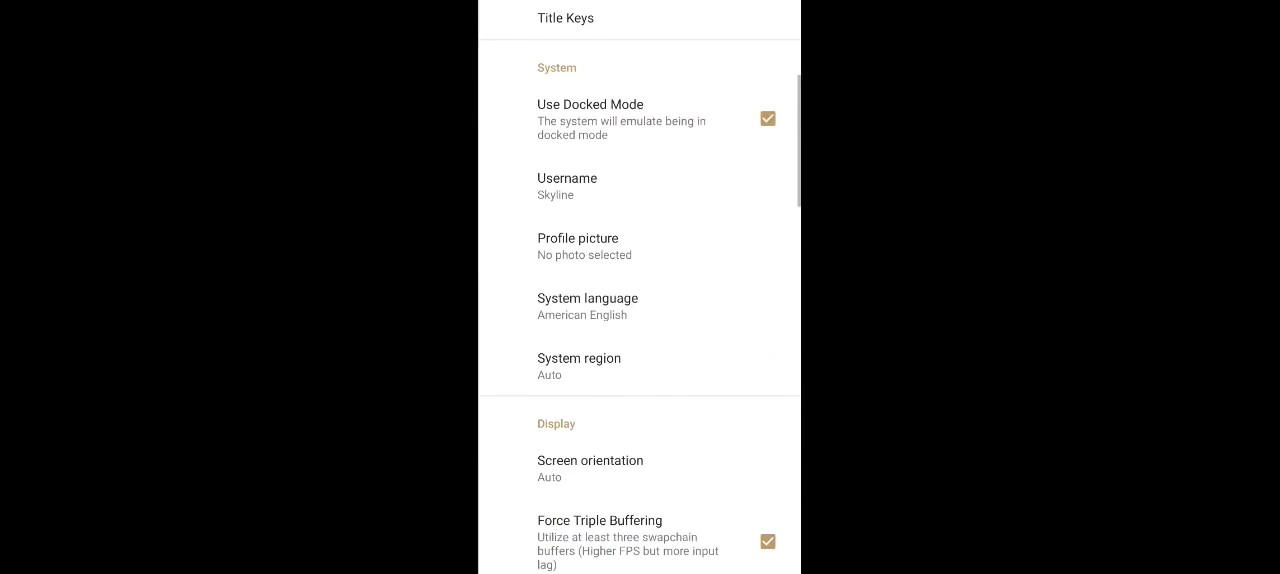 Title Keys
System
Use Docked Mode
The system will emulate being in
docked mode
Username
Skyline
Profile picture
No photo selected
System language
American English
System region
Auto
Display
Screen orientation
Auto
Force Triple Buffering
Utilize at least three swapchain
buffers (Higher FPS but more input
lag)